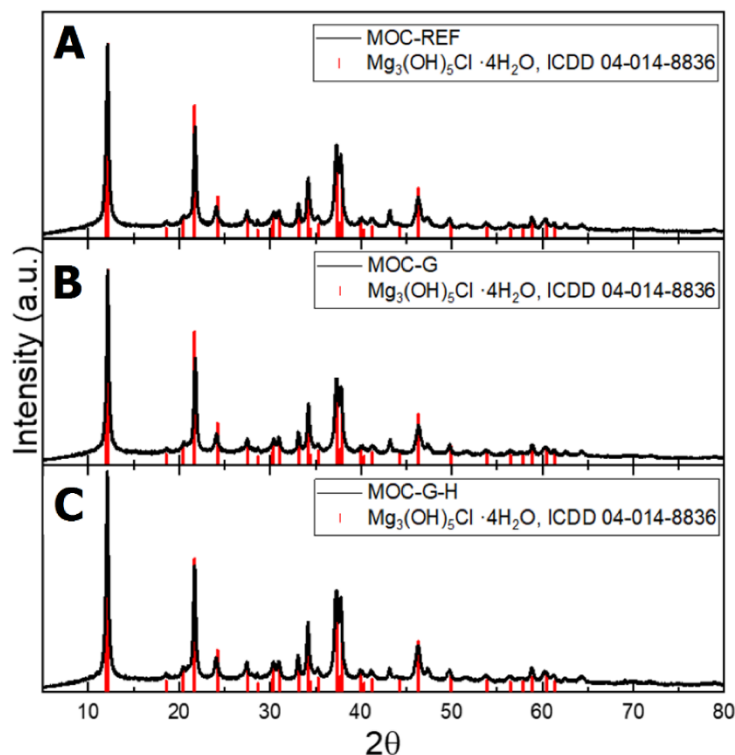 A
MOC-REF
Mg₃(OH)₅Cl ·4H₂O, ICDD 04-014-8836
B
MOC-G
Mg₃(OH)₅Cl ·4H₂O, ICDD 04-014-8836
C
MOC-G-H
Mg₃(OH)₅Cl ·4H₂O, ICDD 04-014-8836
Intensity (a.u.)
10 20 30 40 50 60 70 80
2θ